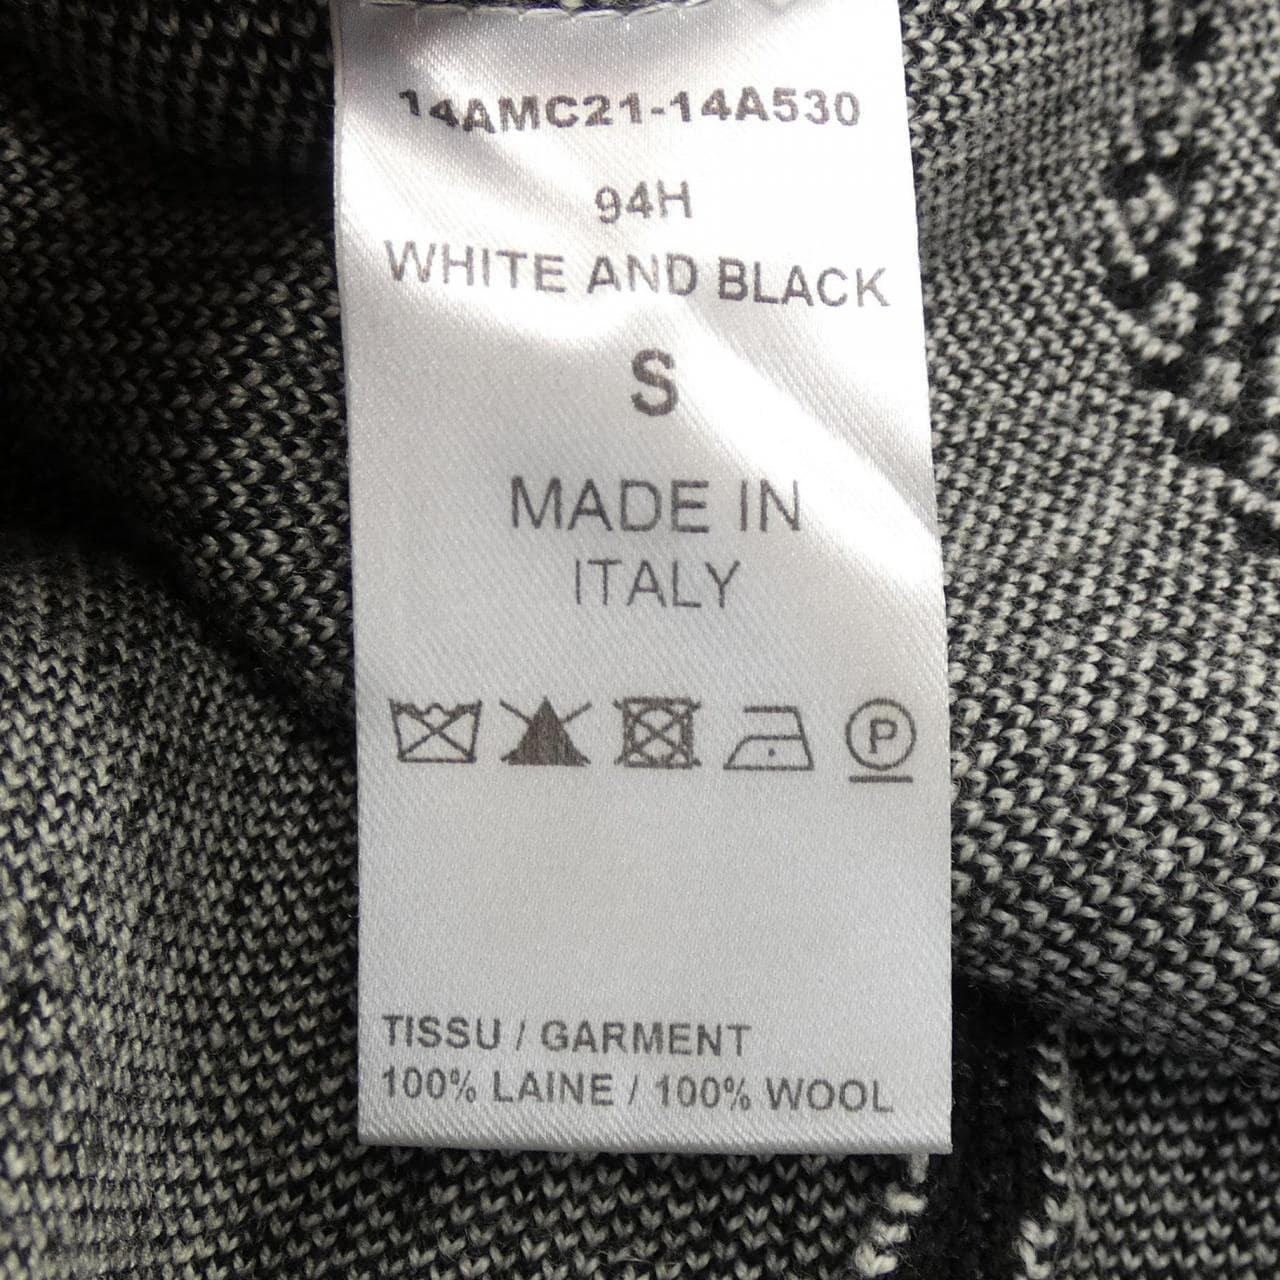 14AMC21-14A530
94H
WHITE AND BLACK
S
MADE IN
ITALY
P
TISSU / GARMENT
100% LAINE / 100% WOOL